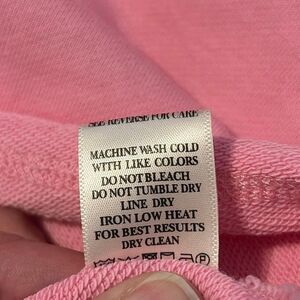 SEE REVERSE FOR CARE
MACHINE WASH COLD
WITH LIKE COLORS
DO NOT BLEACH
DO NOT TUMBLE DRY
LINE DRY
IRON LOW HEAT
FOR BEST RESULTS
DRY CLEAN